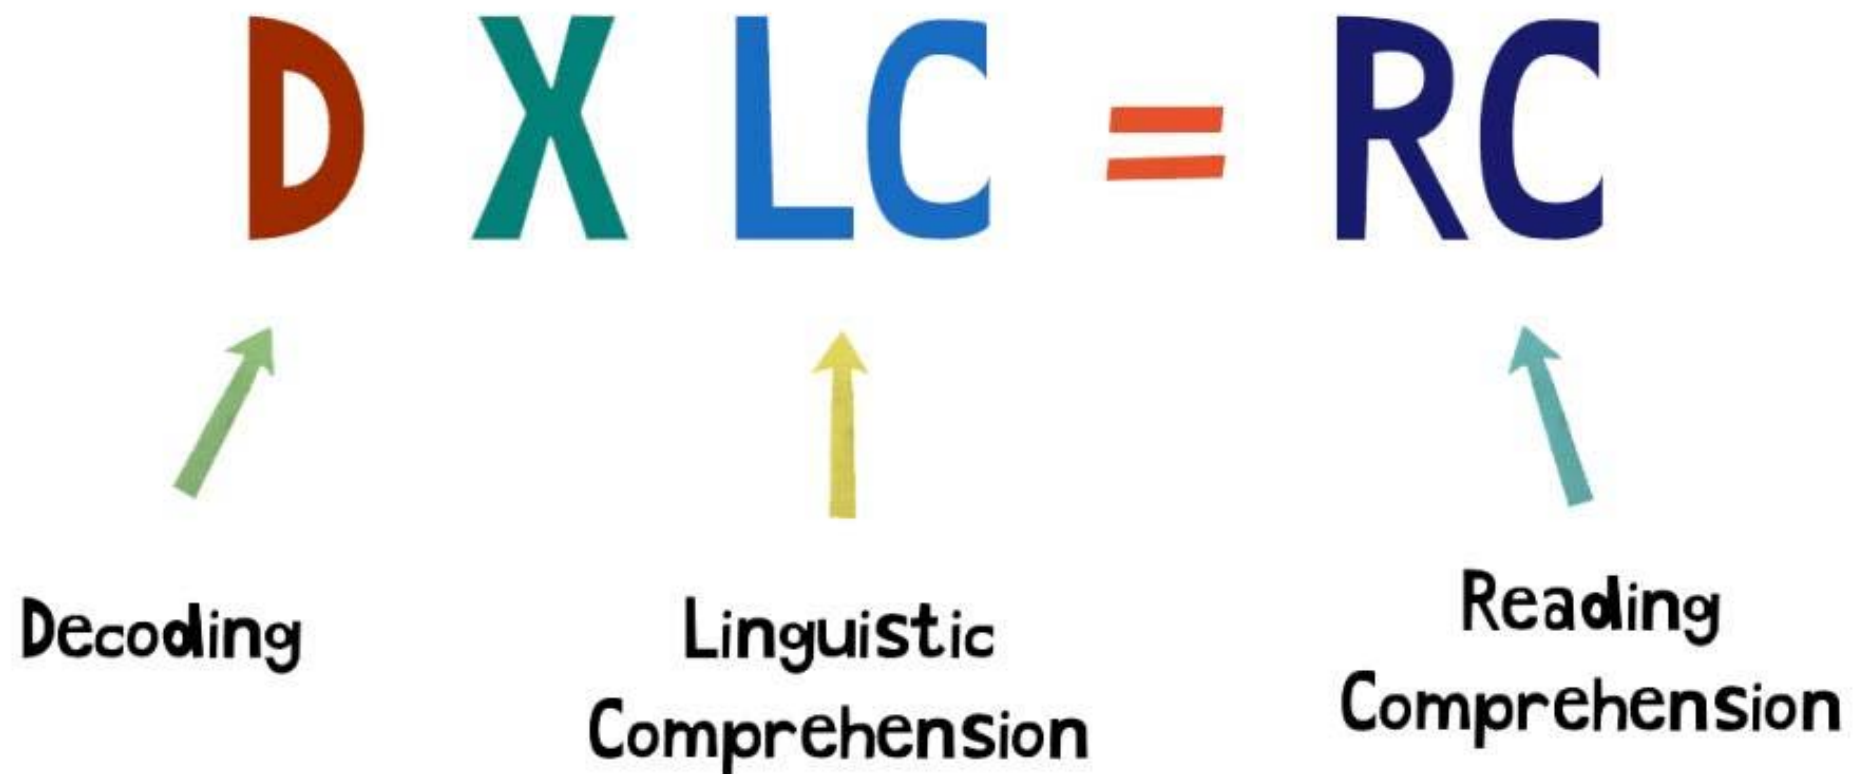 D X LC = RC
Decoding
Linguistic
Comprehension
Reading
Comprehension